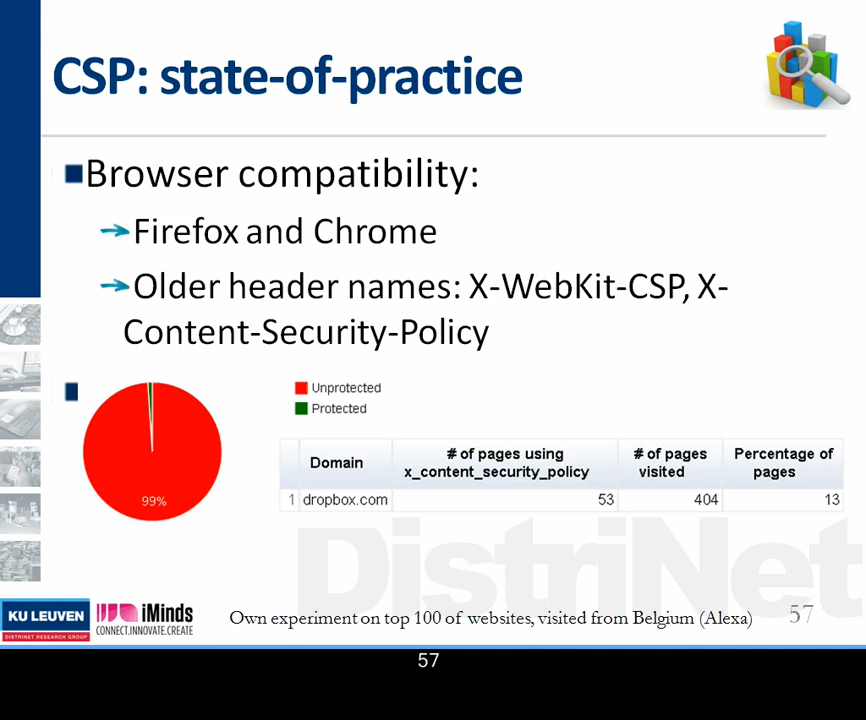 CSP: state-of-practice
Browser compatibility:
Firefox and Chrome
Older header names: X-WebKit-CSP, X-
Content-Security-Policy
99%
Unprotected
Protected
Domain # of pages using x_content_security_policy # of pages visited Percentage of pages
1 dropbox.com 53 404 13
DistriNet
KU LEUVEN
DISTRINET RESEARCH GROUP
iMinds
CONNECT.INNOVATE.CREATE
Own experiment on top 100 of websites, visited from Belgium (Alexa)
57
57